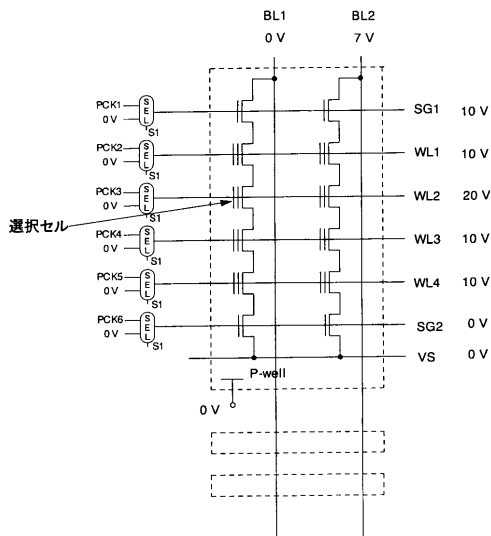 BL1 BL2
0 V 7 V
PCK1 SEL SG1 10 V
0 V S1
PCK2 SEL WL1 10 V
0 V S1
PCK3 SEL WL2 20 V
0 V S1
選択セル
PCK4 SEL WL3 10 V
0 V S1
PCK5 SEL WL4 10 V
0 V S1
PCK6 SEL SG2 0 V
0 V S1
VS 0 V
P-well
0 V